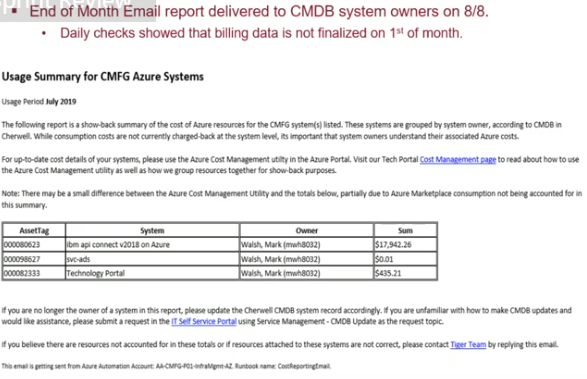 Sprint Review
End of Month Email report delivered to CMDB system owners on 8/8.
• Daily checks showed that billing data is not finalized on 1st of month.
Usage Summary for CMFG Azure Systems
Usage Period July 2019
The following report is a show-back summary of the cost of Azure resources for the CMFG system(s) listed. These systems are grouped by system owner, according to CMDB in
Cherwell. While consumption costs are not currently charged-back at the system level, its important that system owners understand their associated Azure costs.
For up-to-date cost details of your systems, please use the Azure Cost Management utilty in the Azure Portal. Visit our Tech Portal Cost Management page to read about how to use
the Azure Cost Management utility as well as how we group resources together for show-back purposes.
Note: There may be a small difference between the Azure Cost Management Utility and the totals below, partially due to Azure Marketplace consumption not being accounted for in
this summary.
AssetTag System Owner Sum
000080623 ibm api connect v2018 on Azure Walsh, Mark (mwh8032) $17,942.26
000098627 svc-ads Walsh, Mark (mwh8032) $0.01
000082333 Technology Portal Walsh, Mark (mwh8032) $435.21
If you are no longer the owner of a system in this report, please update the Cherwell CMDB system record accordingly. If you are unfamiliar with how to make CMDB updates and
would like assistance, please submit a request in the IT Self Service Portal using Service Management - CMDB Update as the request topic.
If you believe there are resources not accounted for in these totals or if resources attached to these systems are not correct, please contact Tiger Team by replying this email.
This email is getting sent from Azure Automation Account: AA-CMFG-P01-InfraMgmt-AZ. Runbook name: CostReportingEmail.